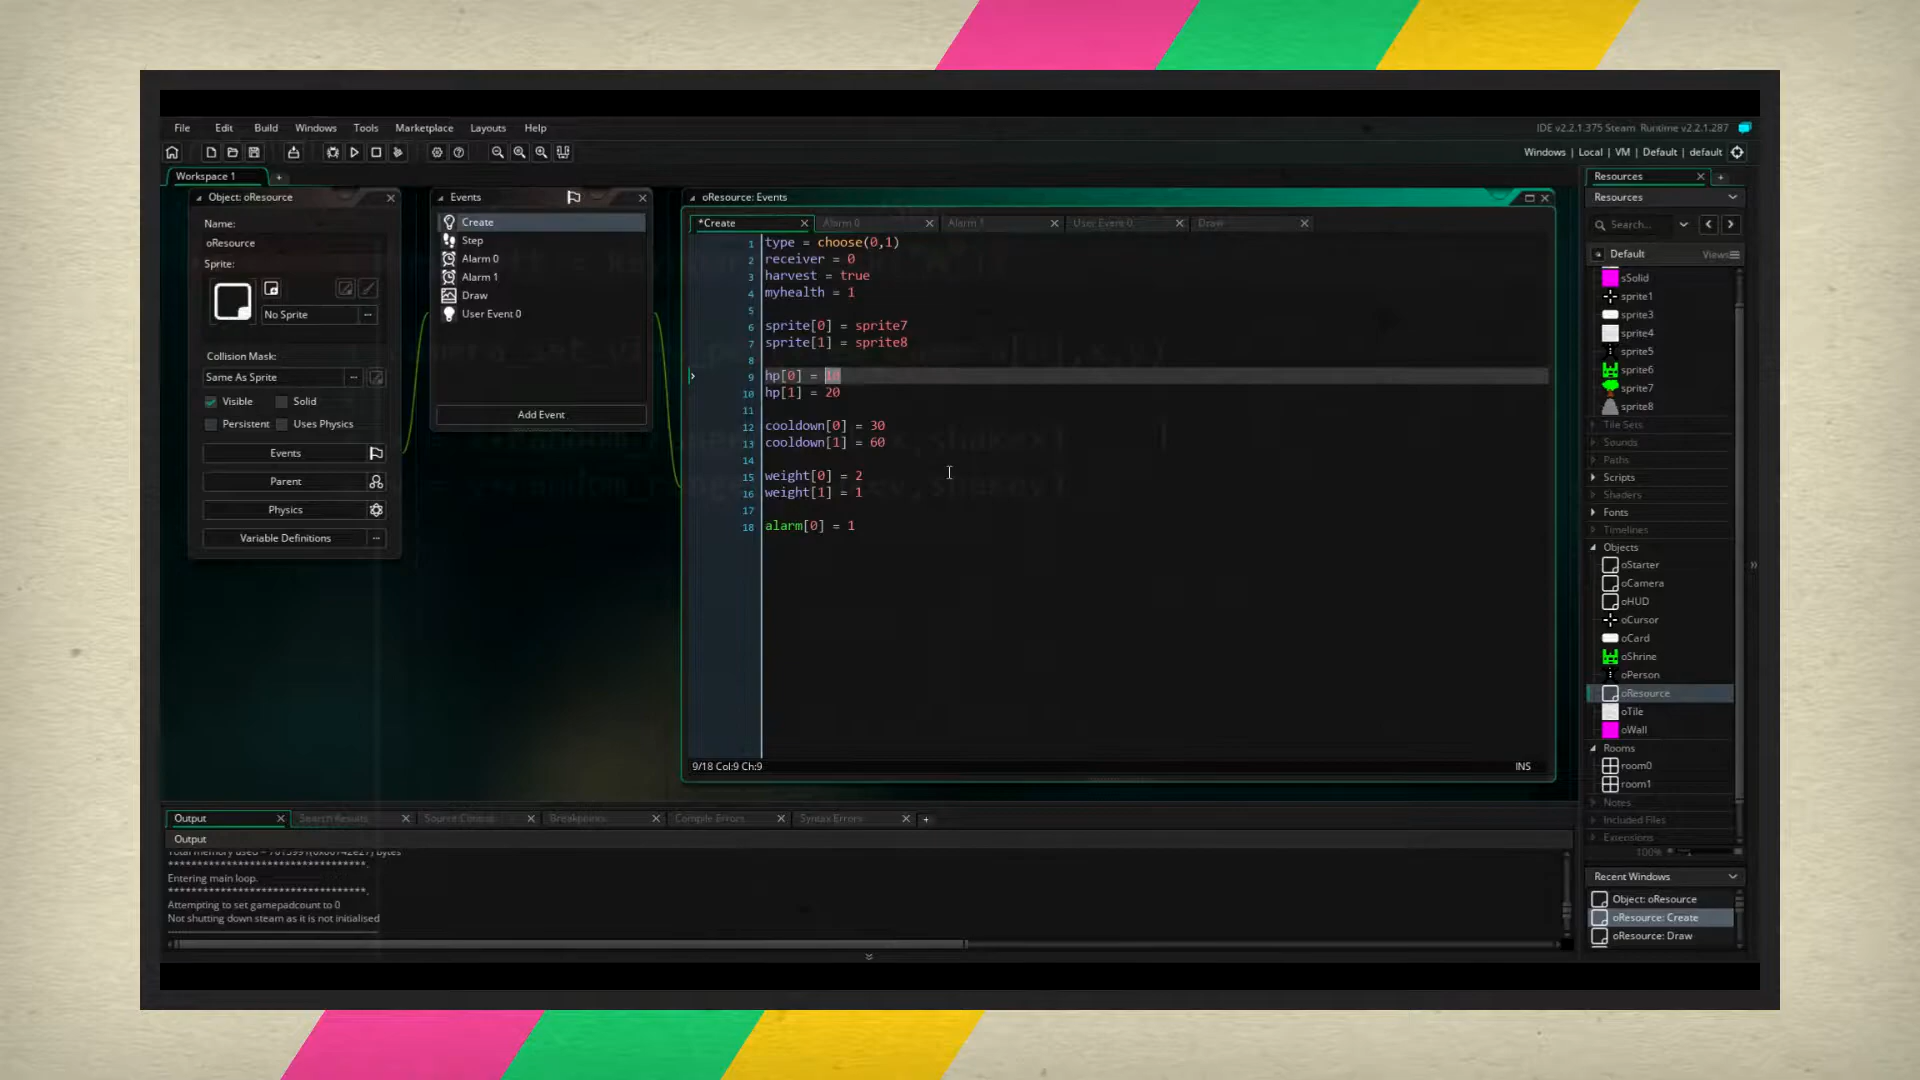 File Edit Build Windows Tools Marketplace Layouts Help
IDE v2.2.1.375 Steam Runtime v2.2.1.287
Windows | Local | VM | Default | default
Workspace 1
Object: oResource
Name:
oResource
Sprite:
No Sprite
Collision Mask:
Same As Sprite
Visible Solid
Persistent Uses Physics
Events
Parent
Physics
Variable Definitions
Events
Create
Step
Alarm 0
Alarm 1
Draw
User Event 0
Add Event
oResource: Events
*Create Alarm 0 Alarm 1 User Event 0 Draw
1 type = choose(0,1)
2 receiver = 0
3 harvest = true
4 myhealth = 1
5
6 sprite[0] = sprite7
7 sprite[1] = sprite8
8
9 hp[0] = 10
10 hp[1] = 20
11
12 cooldown[0] = 30
13 cooldown[1] = 60
14
15 weight[0] = 2
16 weight[1] = 1
17
18 alarm[0] = 1
9/18 Col:9 Ch:9
INS
Resources
Resources
Search...
Default
Views
sSolid
sprite1
sprite3
sprite4
sprite5
sprite6
sprite7
sprite8
Tile Sets
Sounds
Paths
Scripts
Shaders
Fonts
Timelines
Objects
oStarter
oCamera
oHUD
oCursor
oCard
oShrine
oPerson
oResource
oTile
oWall
Rooms
room0
room1
Notes
Included Files
Extensions
100%
Recent Windows
Object: oResource
oResource: Create
oResource: Draw
Output Search Results Source Control Breakpoints Compile Errors Syntax Errors
Output
bytes
************************************.
Entering main loop.
************************************.
Attempting to set gamepadcount to 0
Not shutting down steam as it is not initialised